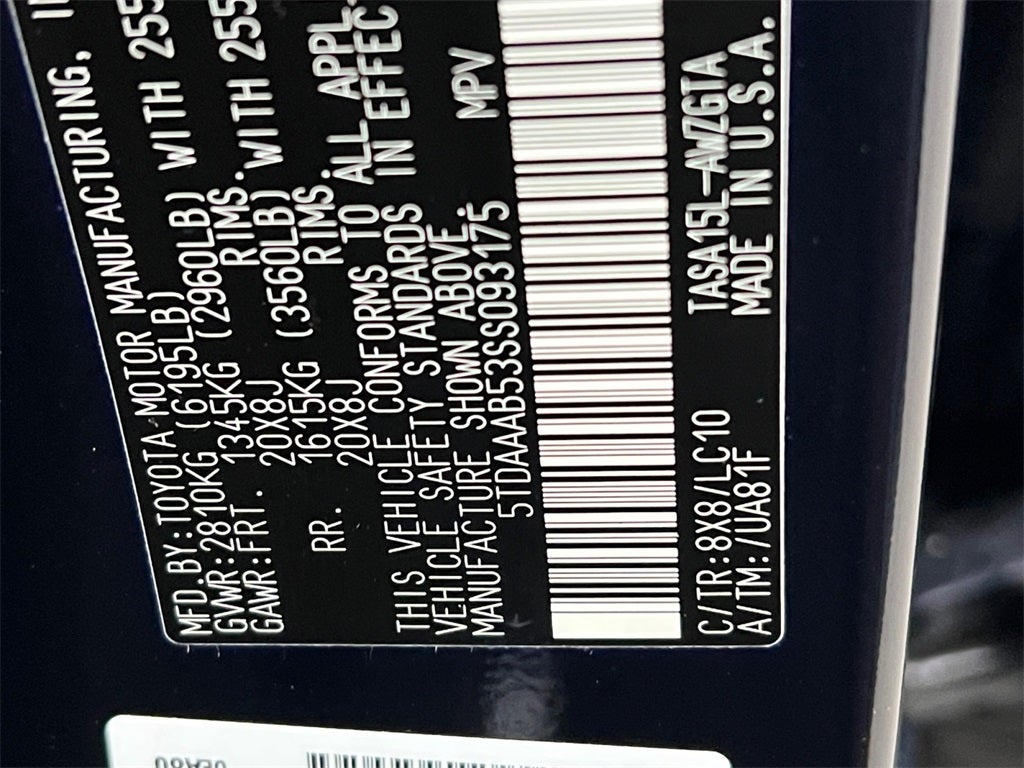 MFD.BY:TOYOTA MOTOR MANUFACTURING,
GVWR:2810KG (6195LB)
GAWR:FRT. 1345KG (2960LB) WITH 255
20X8J RIMS,
RR. 1615KG (3560LB) WITH 255
20X8J RIMS,
THIS VEHICLE CONFORMS TO ALL APPL
VEHICLE SAFETY STANDARDS IN EFFEC
MANUFACTURE SHOWN ABOVE.
5TDAAAB53SS093175 MPV
C/TR:8X8/LC10 TASA15L-AWZGTA
A/TM:/UA81F MADE IN U.S.A.